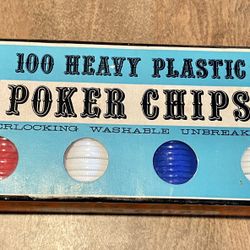 100 HEAVY PLASTIC
POKER CHIPS
ERLOCKING WASHABLE UNBREAK